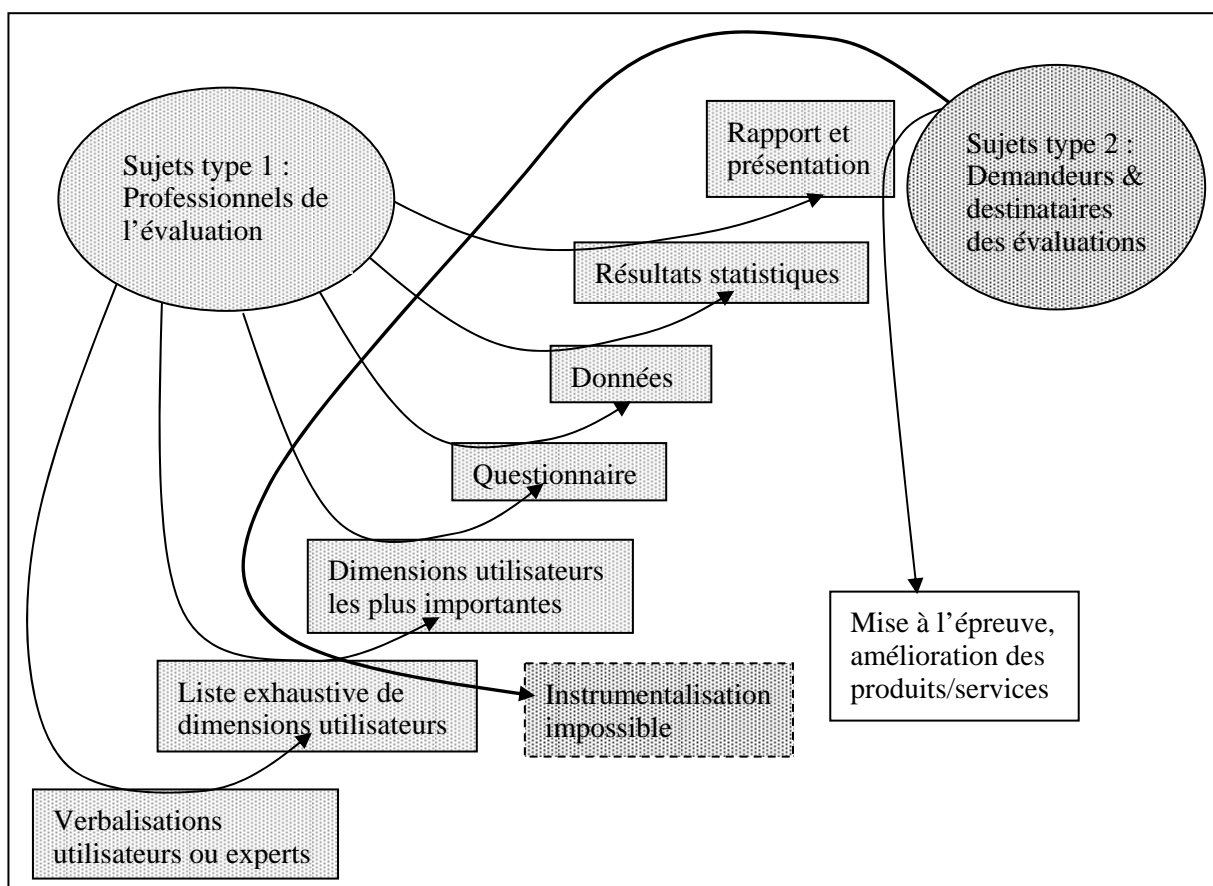 Sujets type 1 :
Professionnels de
l’évaluation
Rapport et
présentation
Sujets type 2 :
Demandeurs &
destinataires
des évaluations
Résultats statistiques
Données
Questionnaire
Dimensions utilisateurs
les plus importantes
Mise à l’épreuve,
amélioration des
produits/services
Liste exhaustive de
dimensions utilisateurs
Instrumentalisation
impossible
Verbalisations
utilisateurs ou experts